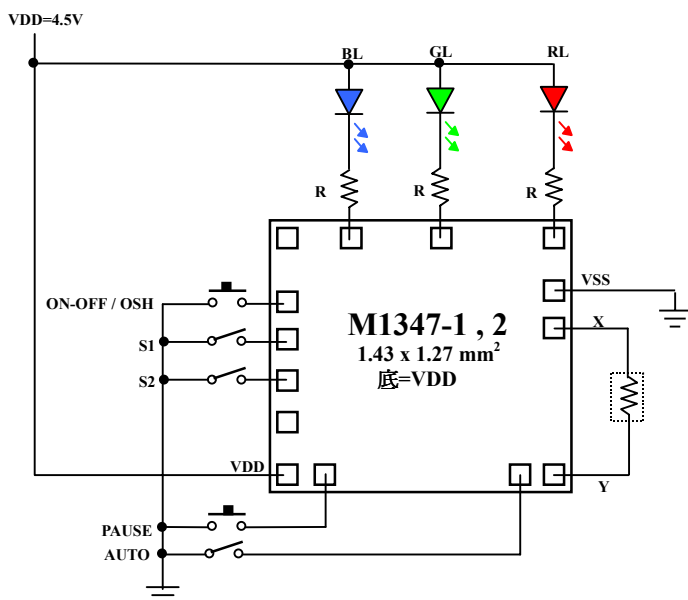 VDD=4.5V
BL
GL
RL
R
R
R
VSS
ON-OFF / OSH
M1347-1 , 2
X
S1
1.43 x 1.27 mm²
底=VDD
S2
VDD
Y
PAUSE
AUTO